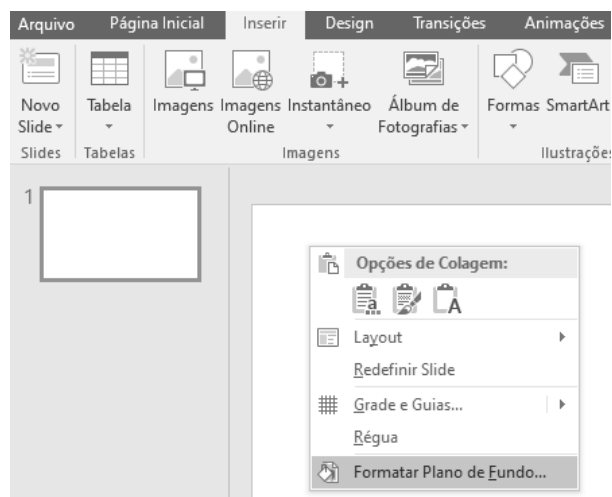 Arquivo Página Inicial Inserir Design Transições Animações
Novo Slide Tabela Imagens Imagens Online Instantâneo Álbum de Fotografias Formas SmartArt
Slides Tabelas Imagens Ilustrações
1
Opções de Colagem:
Layout
Redefinir Slide
Grade e Guias...
Régua
Formatar Plano de Fundo...